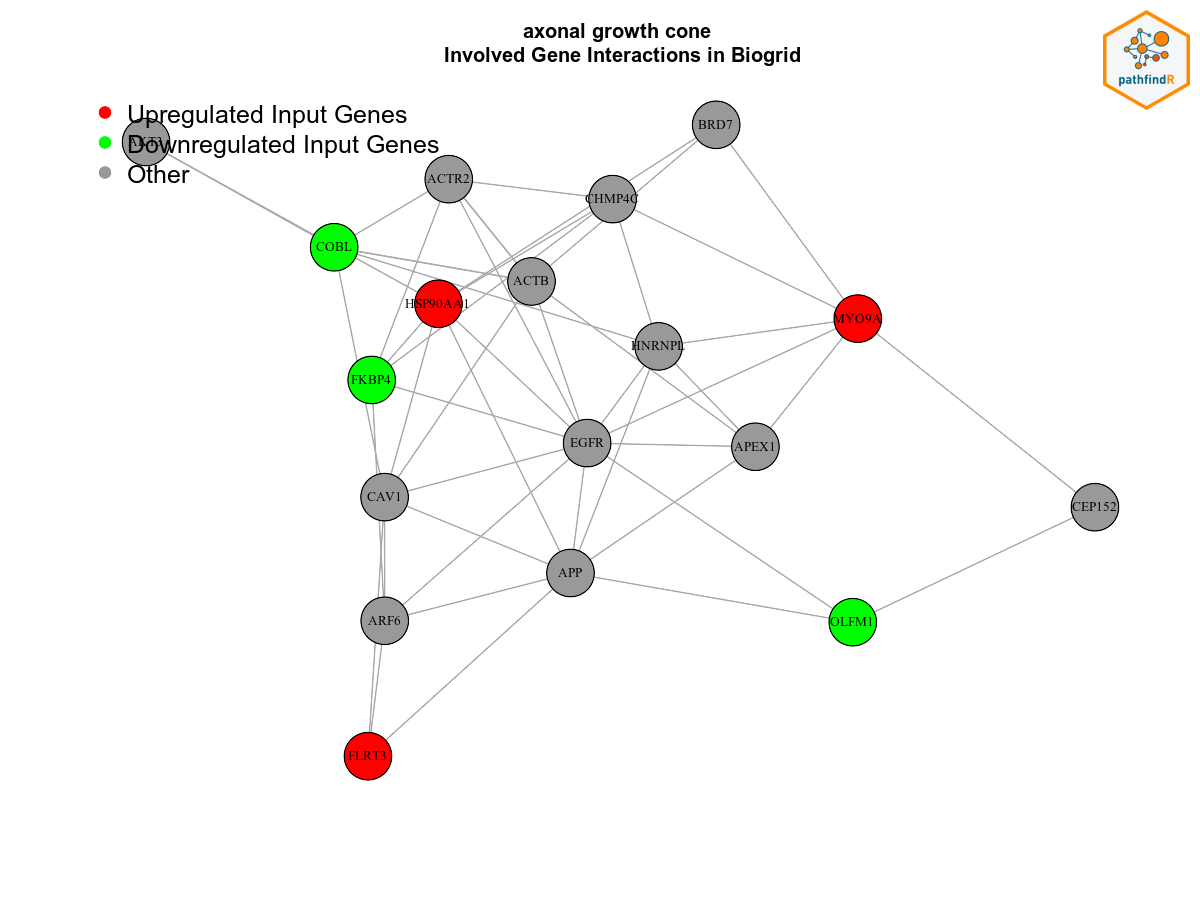 axonal growth cone
Involved Gene Interactions in Biogrid
pathfindR
Upregulated Input Genes
Downregulated Input Genes
Other
BRD7
ACTR2
CHMP4C
COBL
ACTB
HSP90AA1
MYO9A
HNRNPL
FKBP4
EGFR
APEX1
CAV1
CEP152
APP
ARF6
OLFM1
FLRT3